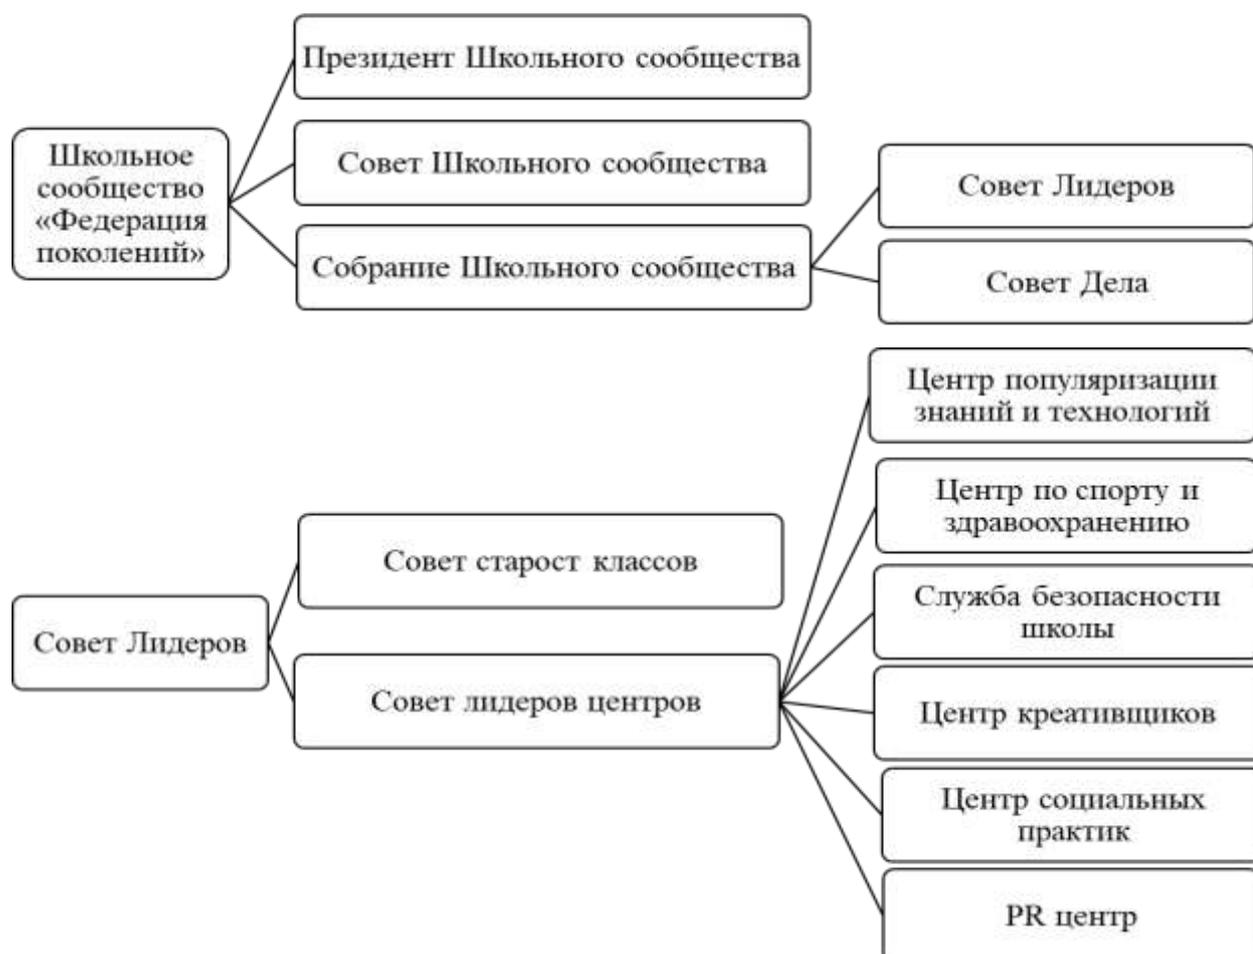 Президент Школьного сообщества
Школьное
сообщество
«Федерация
поколений»
Совет Школьного сообщества
Собрание Школьного сообщества
Совет Лидеров
Совет Дела
Центр популяризации
знаний и технологий
Центр по спорту и
здравоохранению
Совет старост классов
Служба безопасности
школы
Совет Лидеров
Совет лидеров центров
Центр креативщиков
Центр социальных
практик
PR центр